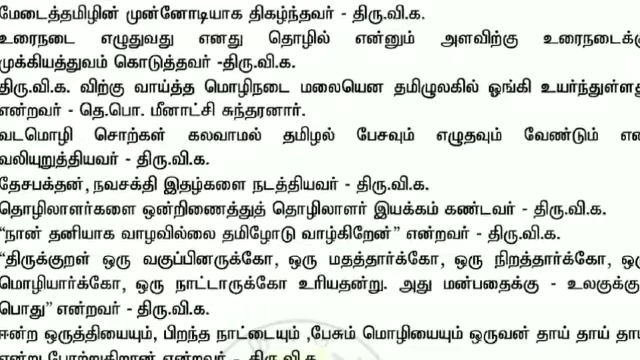 மேடைத்தமிழின் முன்னோடியாக திகழ்ந்தவர் - திரு.வி.க.
உரைநடை எழுதுவது எனது தொழில் என்னும் அளவிற்கு உரைநடைக்கு
முக்கியத்துவம் கொடுத்தவர் -திரு.வி.க.
திரு.வி.க. விற்கு வாய்த்த மொழிநடை மலையென தமிழுலகில் ஓங்கி உயர்ந்துள்ளது
என்றவர் - தெ.பொ. மீனாட்சி சுந்தரனார்.
வடமொழி சொற்கள் கலவாமல் தமிழல் பேசவும் எழுதவும் வேண்டும் என
வலியுறுத்தியவர் - திரு.வி.க.
தேசபக்தன், நவசக்தி இதழ்களை நடத்தியவர் - திரு.வி.க.
தொழிலாளர்களை ஒன்றிணைத்துத் தொழிலாளர் இயக்கம் கண்டவர் - திரு.வி.க.
“நான் தனியாக வாழவில்லை தமிழோடு வாழ்கிறேன்” என்றவர் - திரு.வி.க.
“திருக்குறள் ஒரு வகுப்பினருக்கோ, ஒரு மதத்தார்க்கோ, ஒரு நிறத்தார்க்கோ, ஒரு
மொழியார்க்கோ, ஒரு நாட்டாருக்கோ உரியதன்று. அது மன்பதைக்கு - உலகுக்குப்
பொது” என்றவர் - திரு.வி.க.
ஈன்ற ஒருத்தியையும், பிறந்த நாட்டையும் ,பேசும் மொழியையும் ஒருவன் தாய் தாய் தாய்
என்று போற்றுகிறான் என்றவர் - திரு.வி.க.